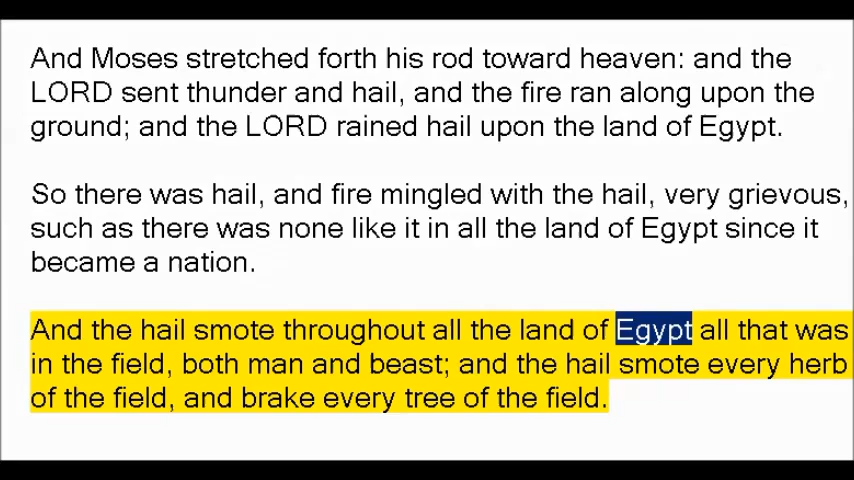 And Moses stretched forth his rod toward heaven: and the
LORD sent thunder and hail, and the fire ran along upon the
ground; and the LORD rained hail upon the land of Egypt.
So there was hail, and fire mingled with the hail, very grievous,
such as there was none like it in all the land of Egypt since it
became a nation.
And the hail smote throughout all the land of Egypt all that was
in the field, both man and beast; and the hail smote every herb
of the field, and brake every tree of the field.